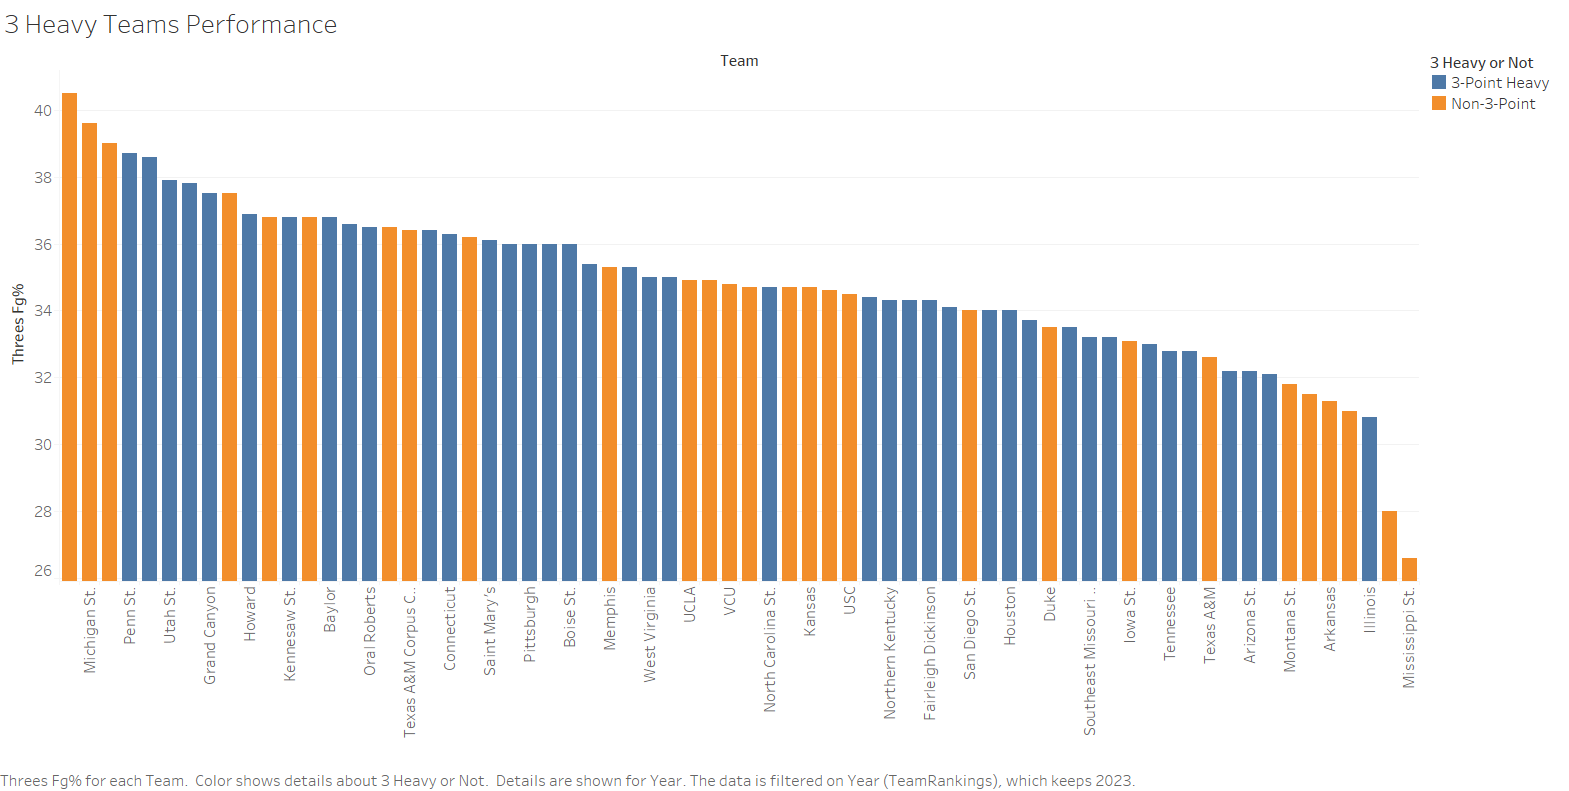 3 Heavy Teams Performance
Team
3 Heavy or Not
3-Point Heavy
Non-3-Point
Threes Fg%
40
38
36
34
32
30
28
26
Michigan St.
Penn St.
Utah St.
Grand Canyon
Howard
Kennesaw St.
Baylor
Oral Roberts
Texas A&M Corpus C..
Connecticut
Saint Mary's
Pittsburgh
Boise St.
Memphis
West Virginia
UCLA
VCU
North Carolina St.
Kansas
USC
Northern Kentucky
Fairleigh Dickinson
San Diego St.
Houston
Duke
Southeast Missouri ..
Iowa St.
Tennessee
Texas A&M
Arizona St.
Montana St.
Arkansas
Illinois
Mississippi St.
Threes Fg% for each Team.  Color shows details about 3 Heavy or Not.  Details are shown for Year. The data is filtered on Year (TeamRankings), which keeps 2023.